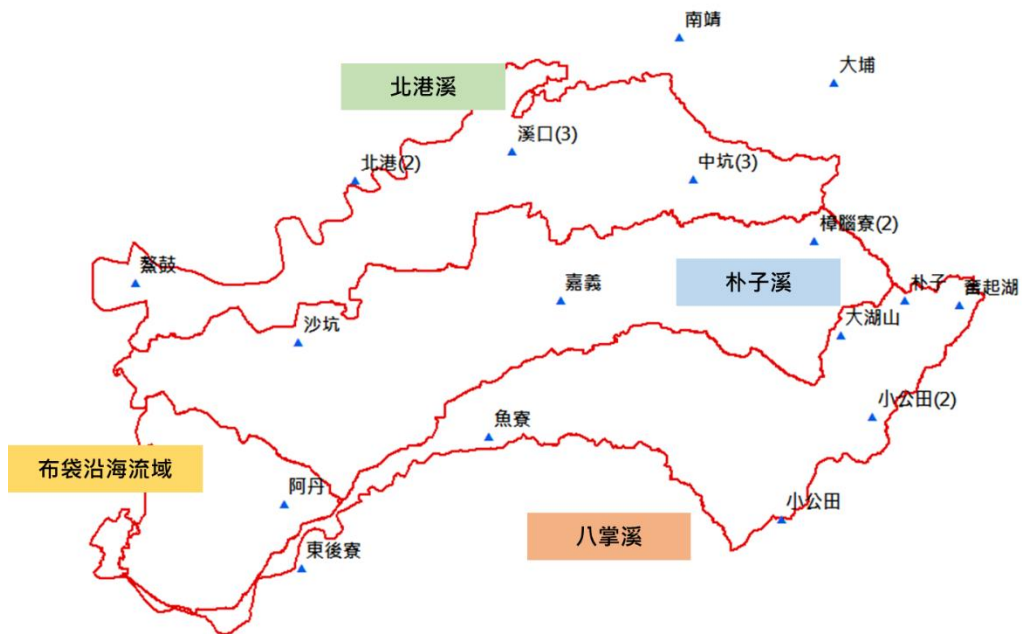 南靖
大埔
北港溪
溪口(3)
北港(2)
中坑(3)
樟腦寮(2)
鰲鼓
嘉義
朴子溪
朴子
奮起湖
沙坑
大湖山
小公田(2)
魚寮
布袋沿海流域
阿丹
小公田
八掌溪
東後寮